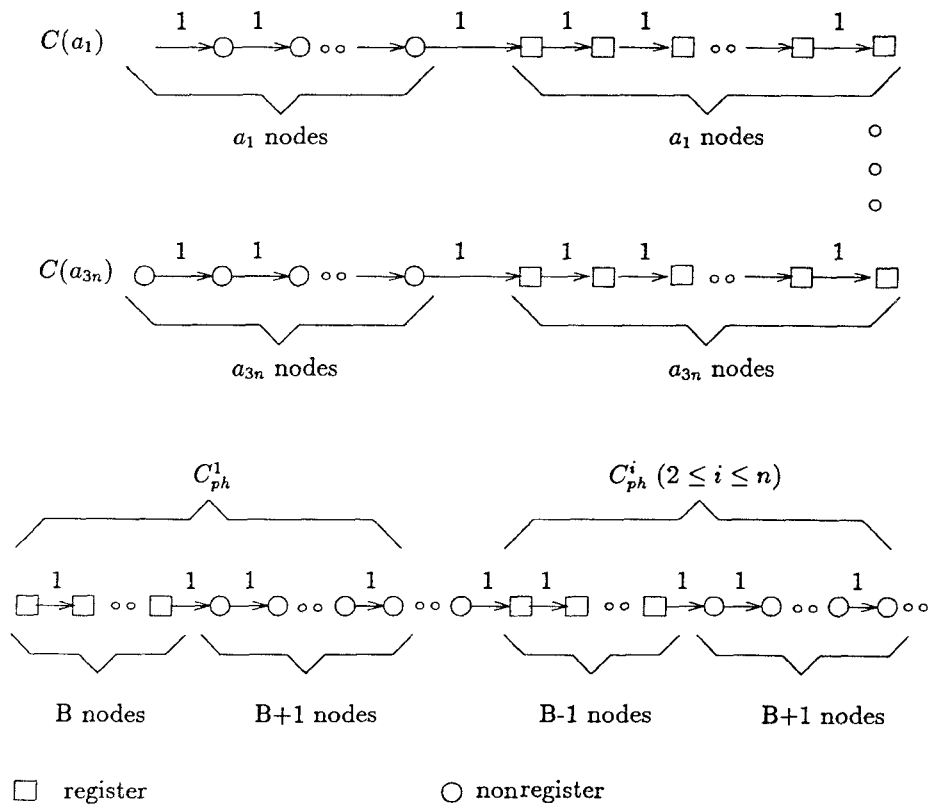 1 1 1 1 1 1
C(a₁)
a₁ nodes a₁ nodes
1 1 1 1 1 1
C(a₃ₙ)
a₃ₙ nodes a₃ₙ nodes
C¹ₚₕ Cⁱₚₕ (2 ≤ i ≤ n)
1 1 1 1 1 1 1 1 1
B nodes B+1 nodes B-1 nodes B+1 nodes
register nonregister